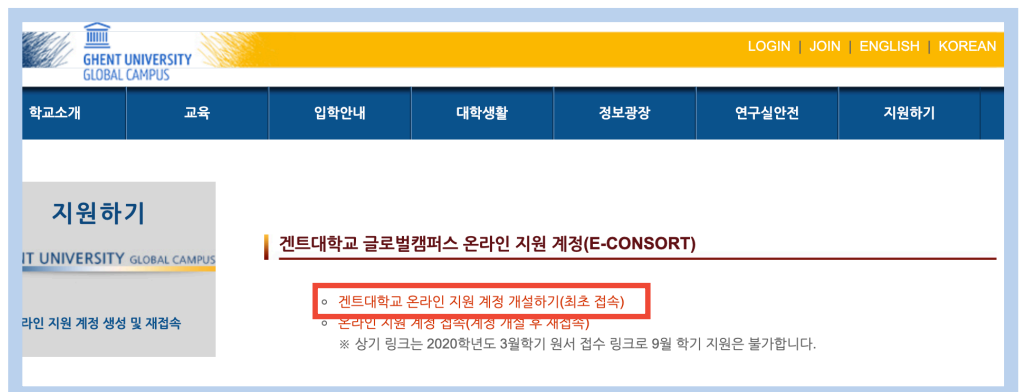 GHENT UNIVERSITY
GLOBAL CAMPUS
LOGIN | JOIN | ENGLISH | KOREAN
학교소개 교육 입학안내 대학생활 정보광장 연구실안전 지원하기
지원하기
NT UNIVERSITY GLOBAL CAMPUS
라인 지원 계정 생성 및 재접속
겐트대학교 글로벌캠퍼스 온라인 지원 계정(E-CONSORT)
겐트대학교 온라인 지원 계정 개설하기(최초 접속)
온라인 지원 계정 접속(계정 개설 후 재접속)
※ 상기 링크는 2020학년도 3월학기 원서 접수 링크로 9월 학기 지원은 불가합니다.